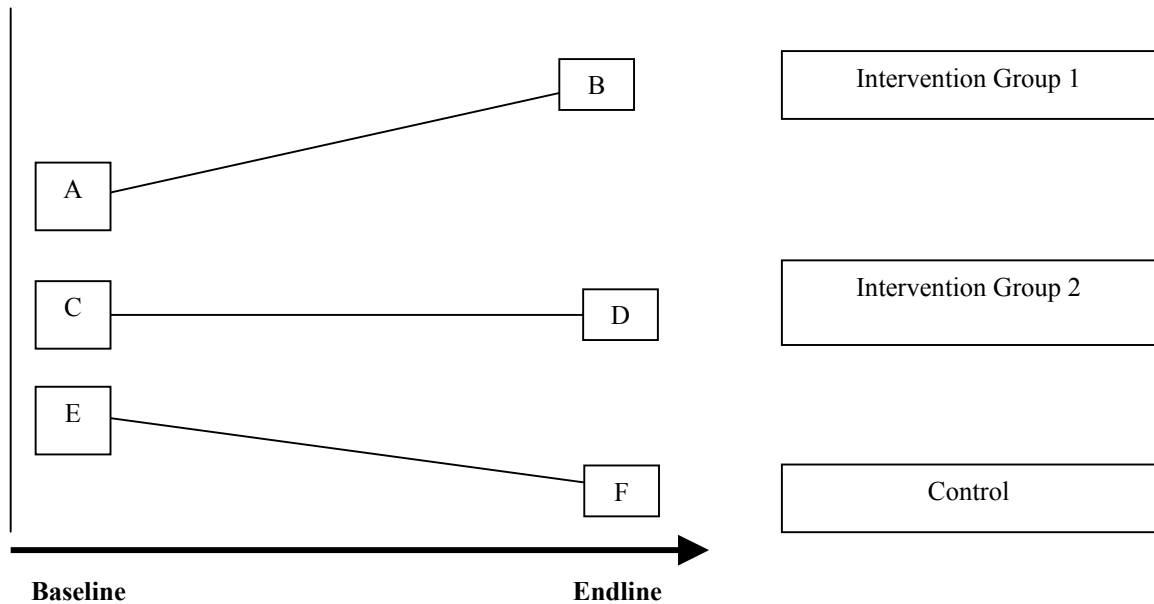 Intervention Group 1
B
A
Intervention Group 2
C
D
E
Control
F
Baseline
Endline